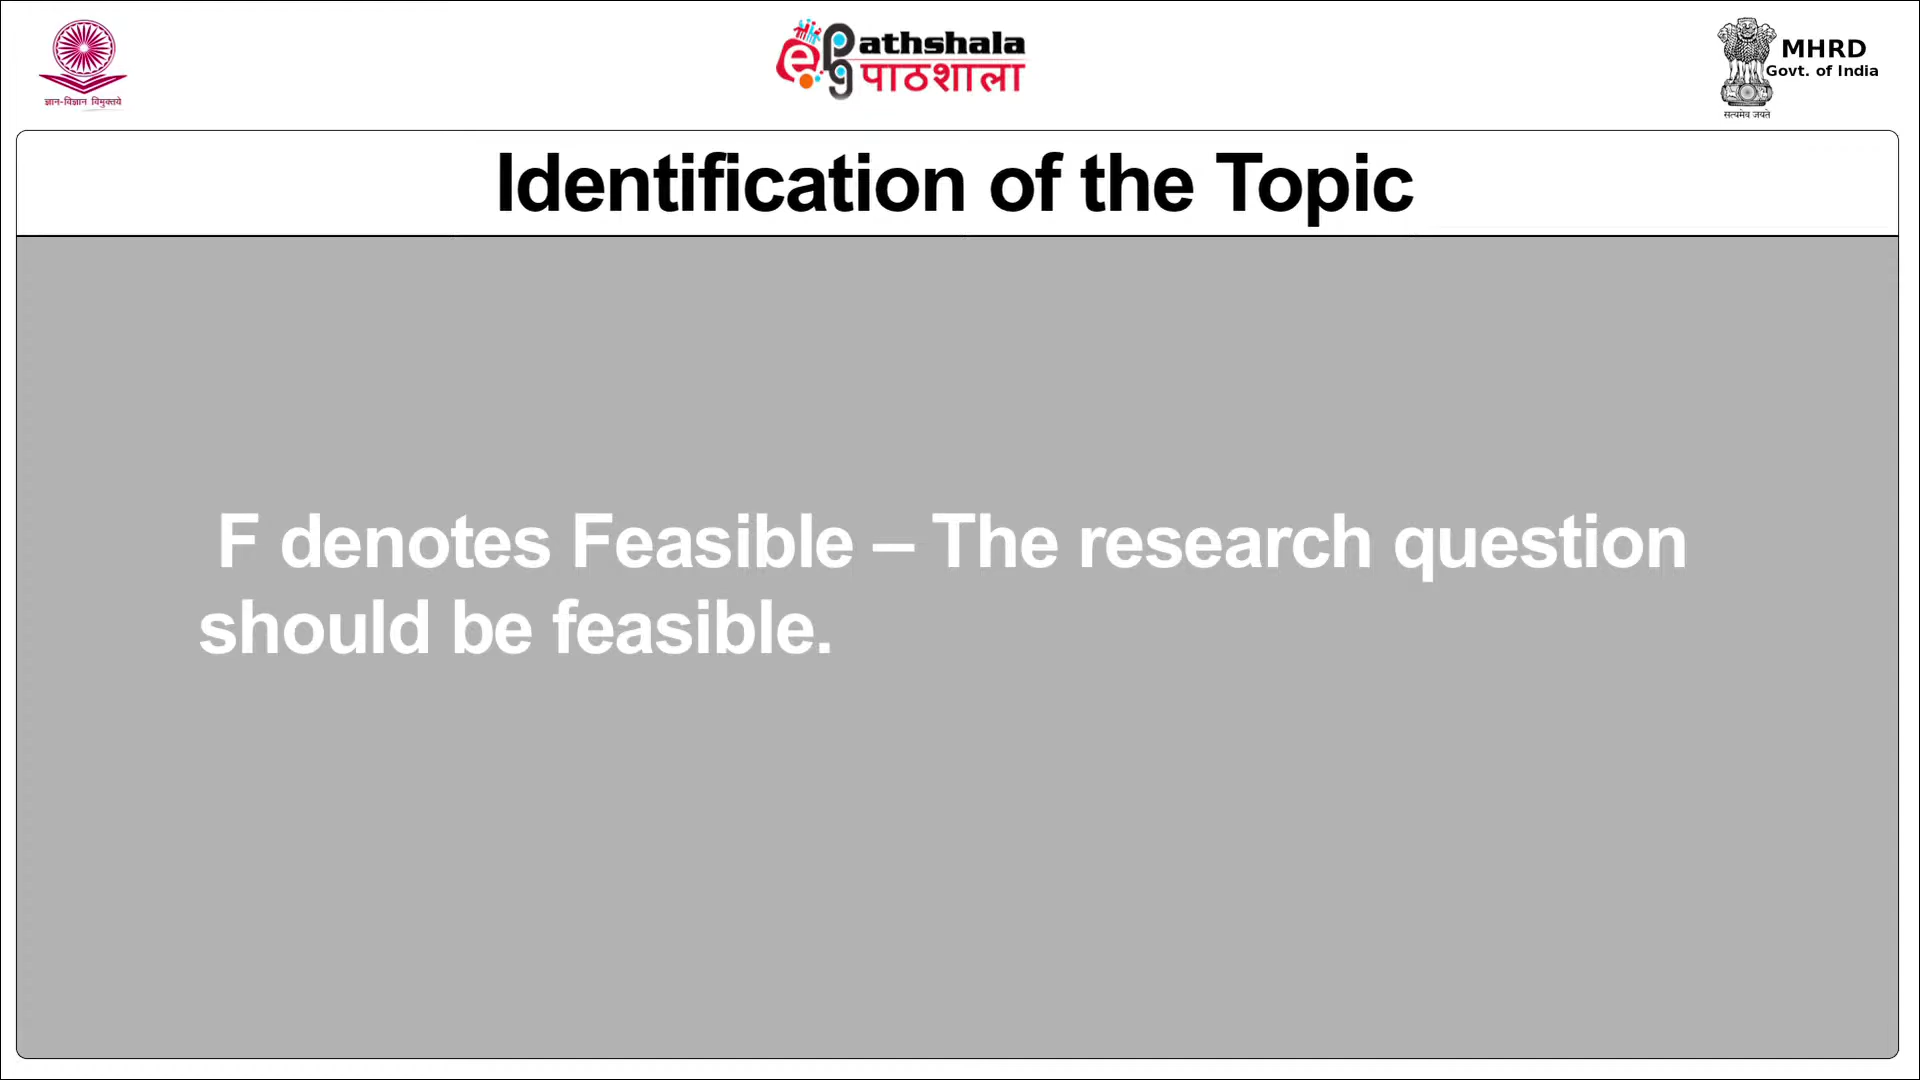 ज्ञान-विज्ञान विमुक्तये
e pg Pathshala
पाठशाला
MHRD
Govt. of India
सत्यमेव जयते
Identification of the Topic
F denotes Feasible – The research question
should be feasible.